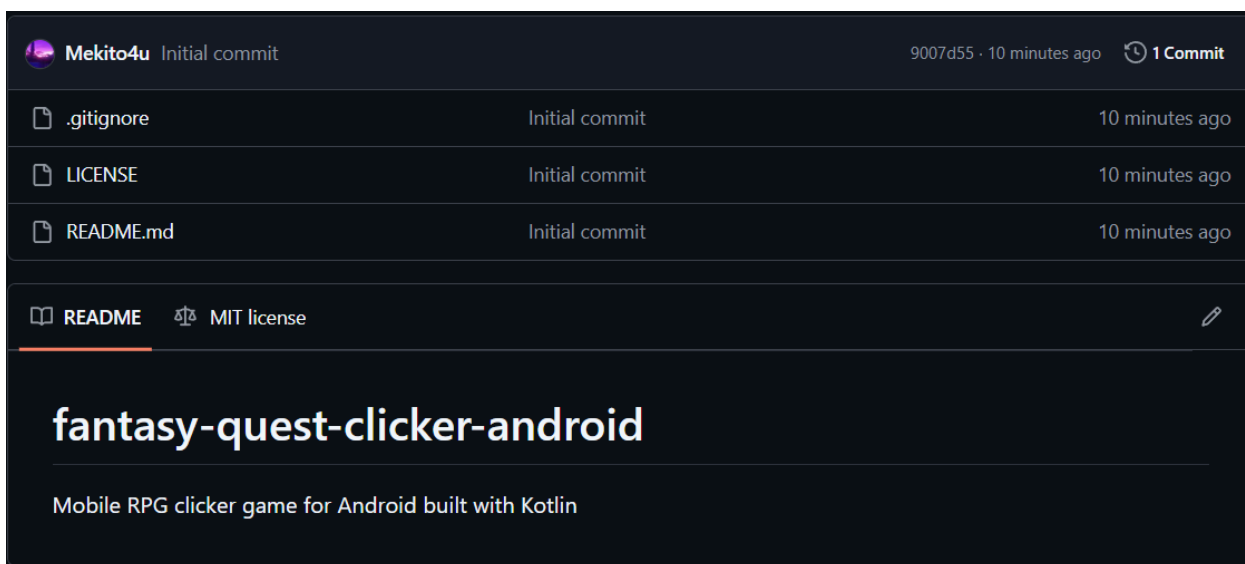 Mekito4u Initial commit 9007d55 · 10 minutes ago 1 Commit
.gitignore Initial commit 10 minutes ago
LICENSE Initial commit 10 minutes ago
README.md Initial commit 10 minutes ago
README MIT license
fantasy-quest-clicker-android
Mobile RPG clicker game for Android built with Kotlin